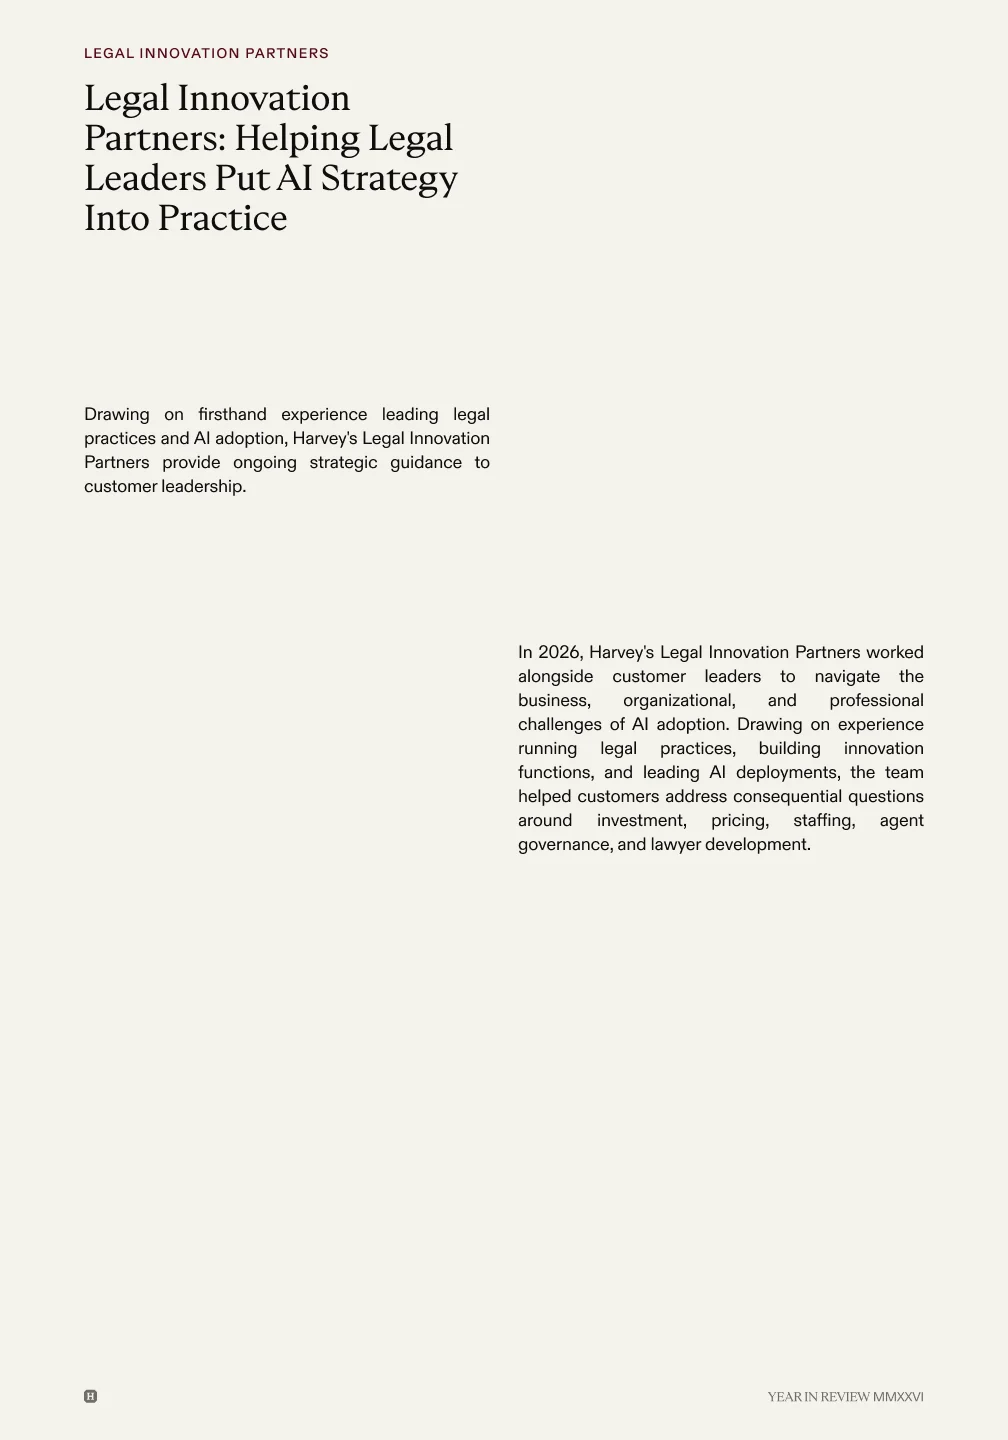 LEGAL INNOVATION PARTNERS
Legal Innovation
Partners: Helping Legal
Leaders Put AI Strategy
Into Practice
Drawing on firsthand experience leading legal
practices and AI adoption, Harvey's Legal Innovation
Partners provide ongoing strategic guidance to
customer leadership.
In 2026, Harvey's Legal Innovation Partners worked
alongside customer leaders to navigate the
business, organizational, and professional
challenges of AI adoption. Drawing on experience
running legal practices, building innovation
functions, and leading AI deployments, the team
helped customers address consequential questions
around investment, pricing, staffing, agent
governance, and lawyer development.
H
YEAR IN REVIEW MMXXVI